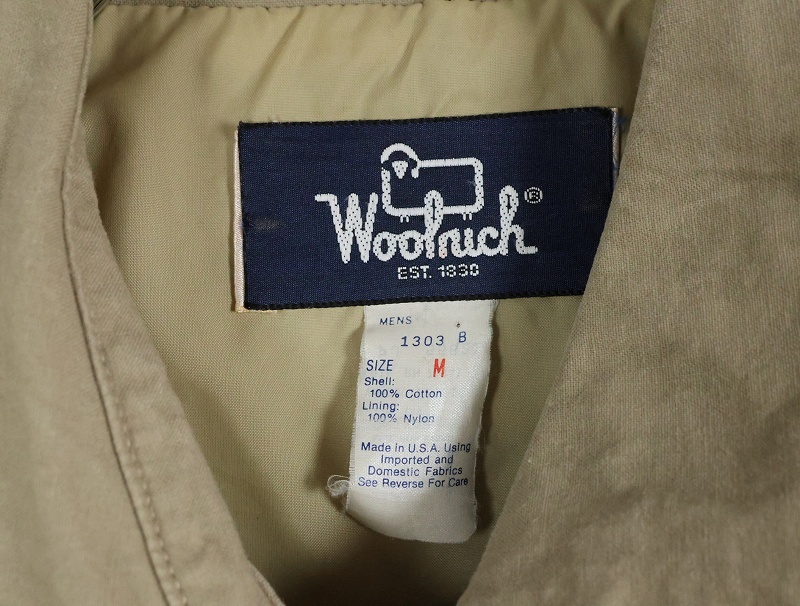 Woolrich®
EST. 1830
MENS
1303 B
SIZE M
Shell:
100% Cotton
Lining:
100% Nylon
Made in U.S.A. Using
Imported and
Domestic Fabrics
See Reverse For Care